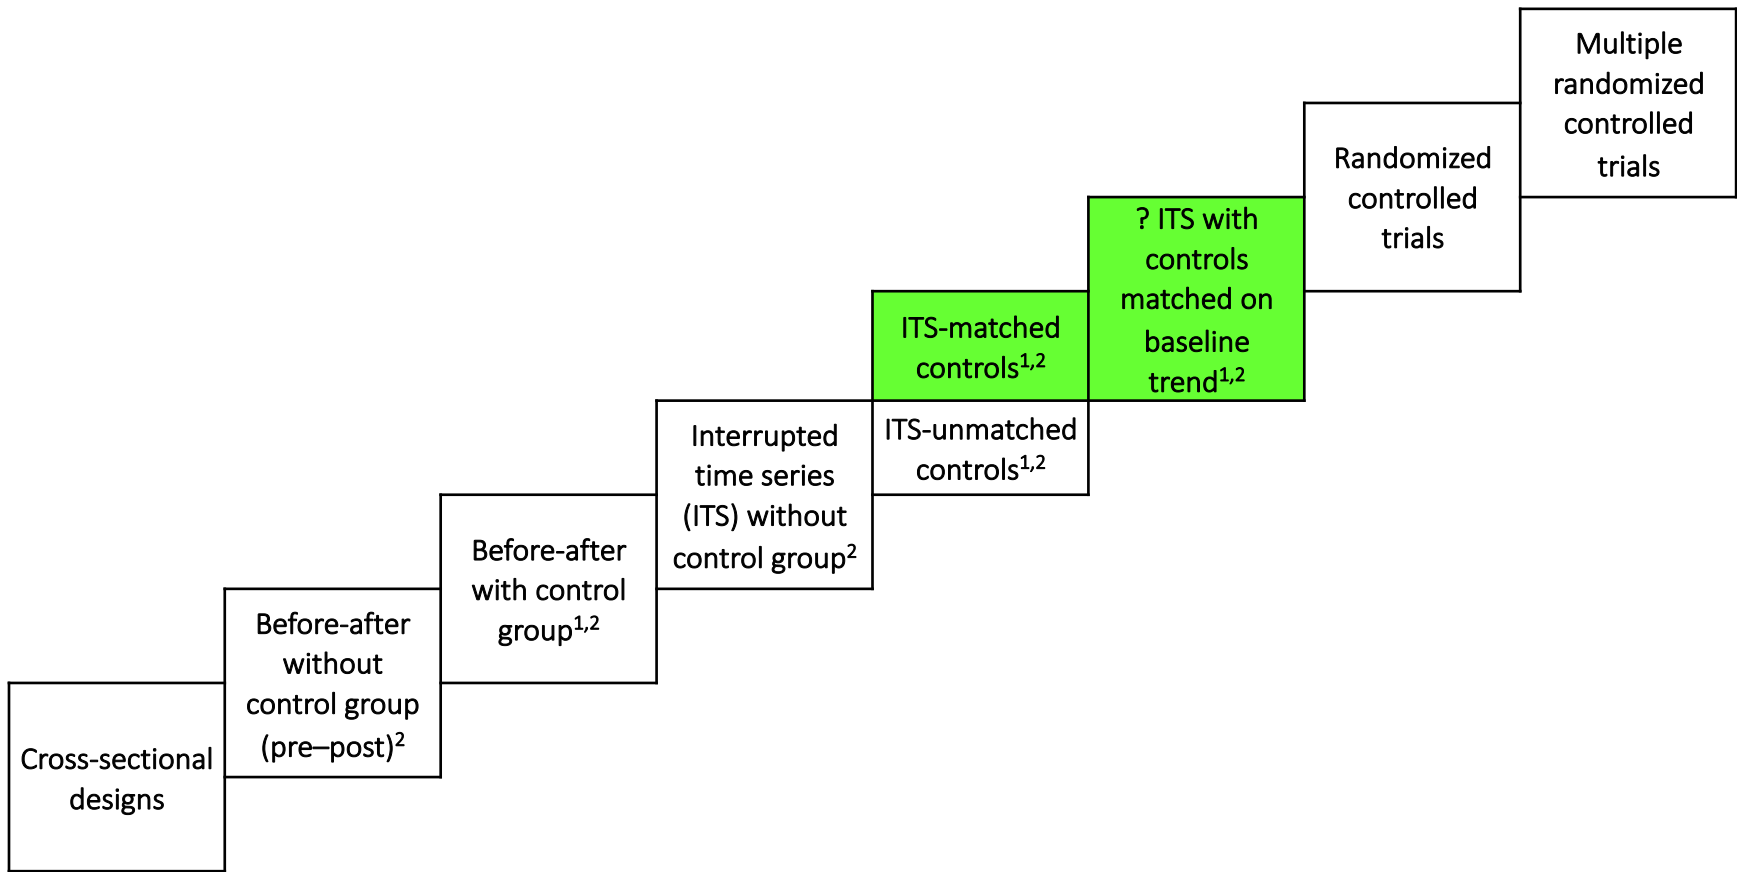 Multiple
randomized
controlled
trials
Randomized
controlled
trials
? ITS with
controls
matched on
baseline
trend1,2
ITS-matched
controls1,2
ITS-unmatched
controls1,2
Interrupted
time series
(ITS) without
control group2
Before-after
with control
group1,2
Before-after
without
control group
(pre–post)2
Cross-sectional
designs